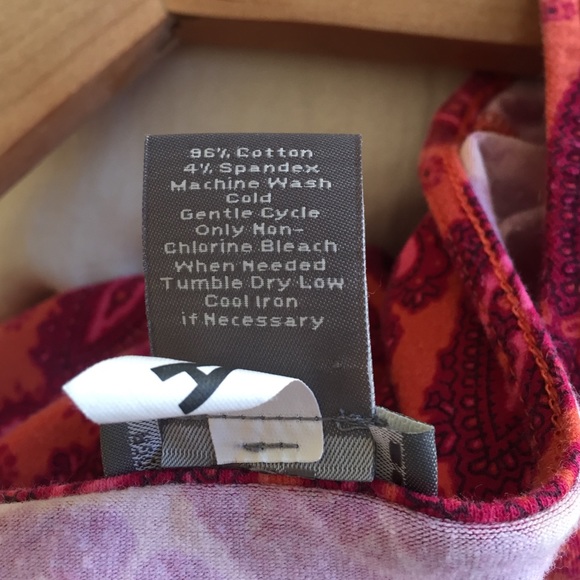 96% Cotton
4% Spandex
Machine Wash
Cold
Gentle Cycle
Only Non-
Chlorine Bleach
When Needed
Tumble Dry Low
Cool Iron
if Necessary